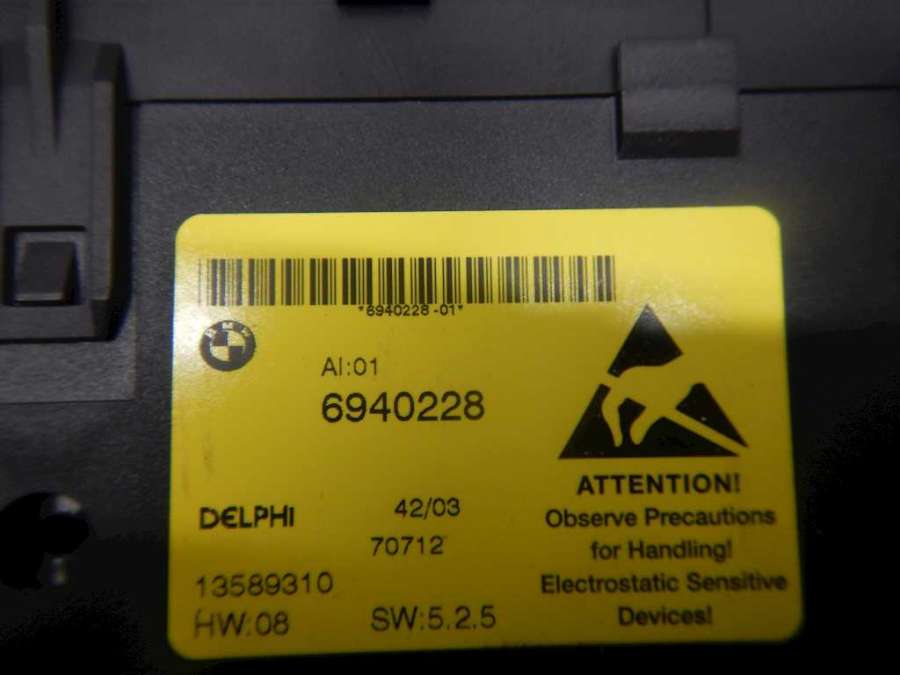 *6940228-01*
BMW
AI:01
6940228
DELPHI
42/03
70712
13589310
HW:08
SW:5.2.5
ATTENTION!
Observe Precautions
for Handling!
Electrostatic Sensitive
Devices!